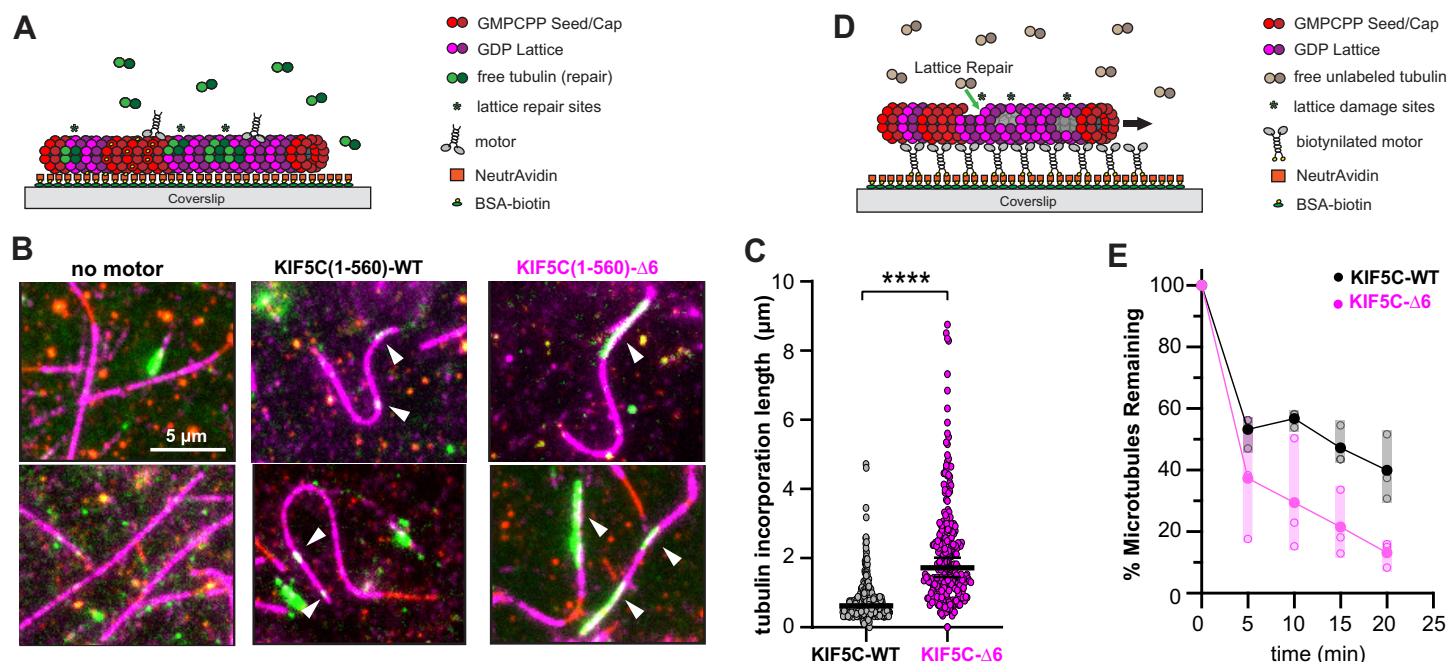 A
GMPCPP Seed/Cap
GDP Lattice
free tubulin (repair)
* lattice repair sites
motor
NeutrAvidin
BSA-biotin
Coverslip
D
Lattice Repair
GMPCPP Seed/Cap
GDP Lattice
free unlabeled tubulin
* lattice damage sites
biotynilated motor
NeutrAvidin
BSA-biotin
Coverslip
B
no motor
KIF5C(1-560)-WT
KIF5C(1-560)-Δ6
5 µm
C
tubulin incorporation length (µm)
10
8
6
4
2
0
****
KIF5C-WT
KIF5C-Δ6
E
% Microtubules Remaining
100
80
60
40
20
0
KIF5C-WT
KIF5C-Δ6
0 5 10 15 20 25
time (min)